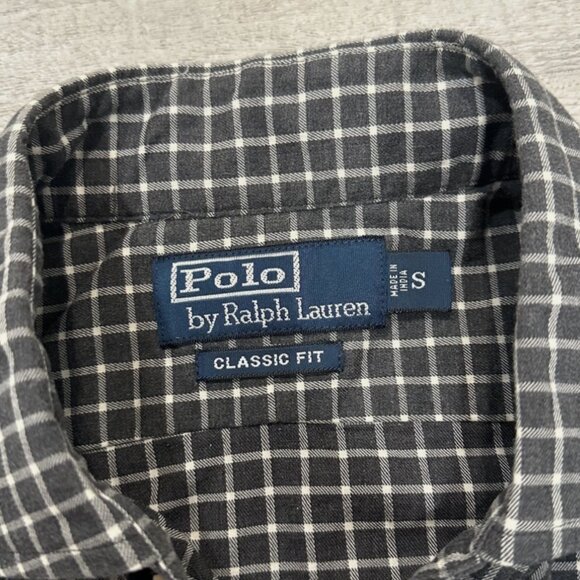 Polo
by Ralph Lauren
MADE IN
INDIA
S
CLASSIC FIT